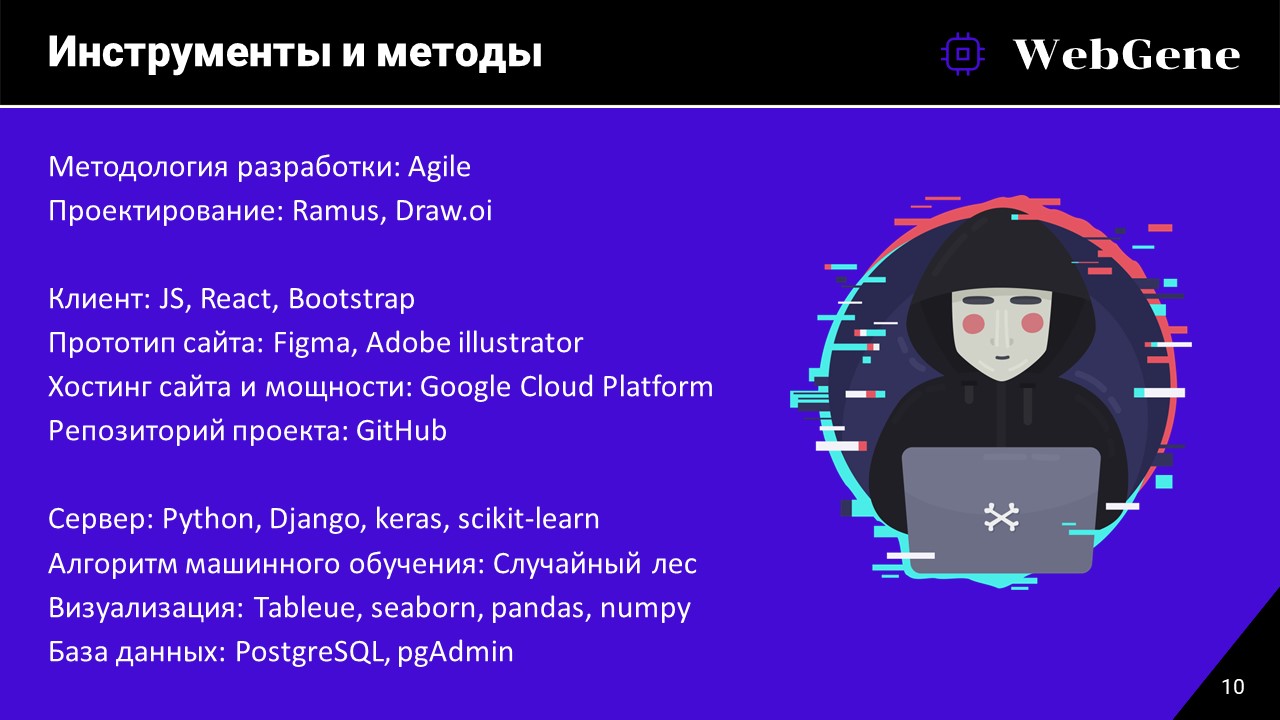 Инструменты и методы
WebGene
Методология разработки: Agile
Проектирование: Ramus, Draw.oi
Клиент: JS, React, Bootstrap
Прототип сайта: Figma, Adobe illustrator
Хостинг сайта и мощности: Google Cloud Platform
Репозиторий проекта: GitHub
Сервер: Python, Django, keras, scikit-learn
Алгоритм машинного обучения: Случайный лес
Визуализация: Tableue, seaborn, pandas, numpy
База данных: PostgreSQL, pgAdmin
10